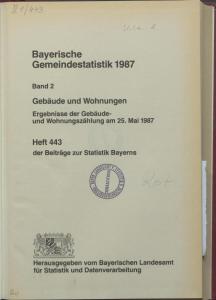 Bayerische
Gemeindestatistik 1987
Band 2
Gebäude und Wohnungen
Ergebnisse der Gebäude-
und Wohnungszählung am 25. Mai 1987
Heft 443
der Beiträge zur Statistik Bayerns
Herausgegeben vom Bayerischen Landesamt
für Statistik und Datenverarbeitung